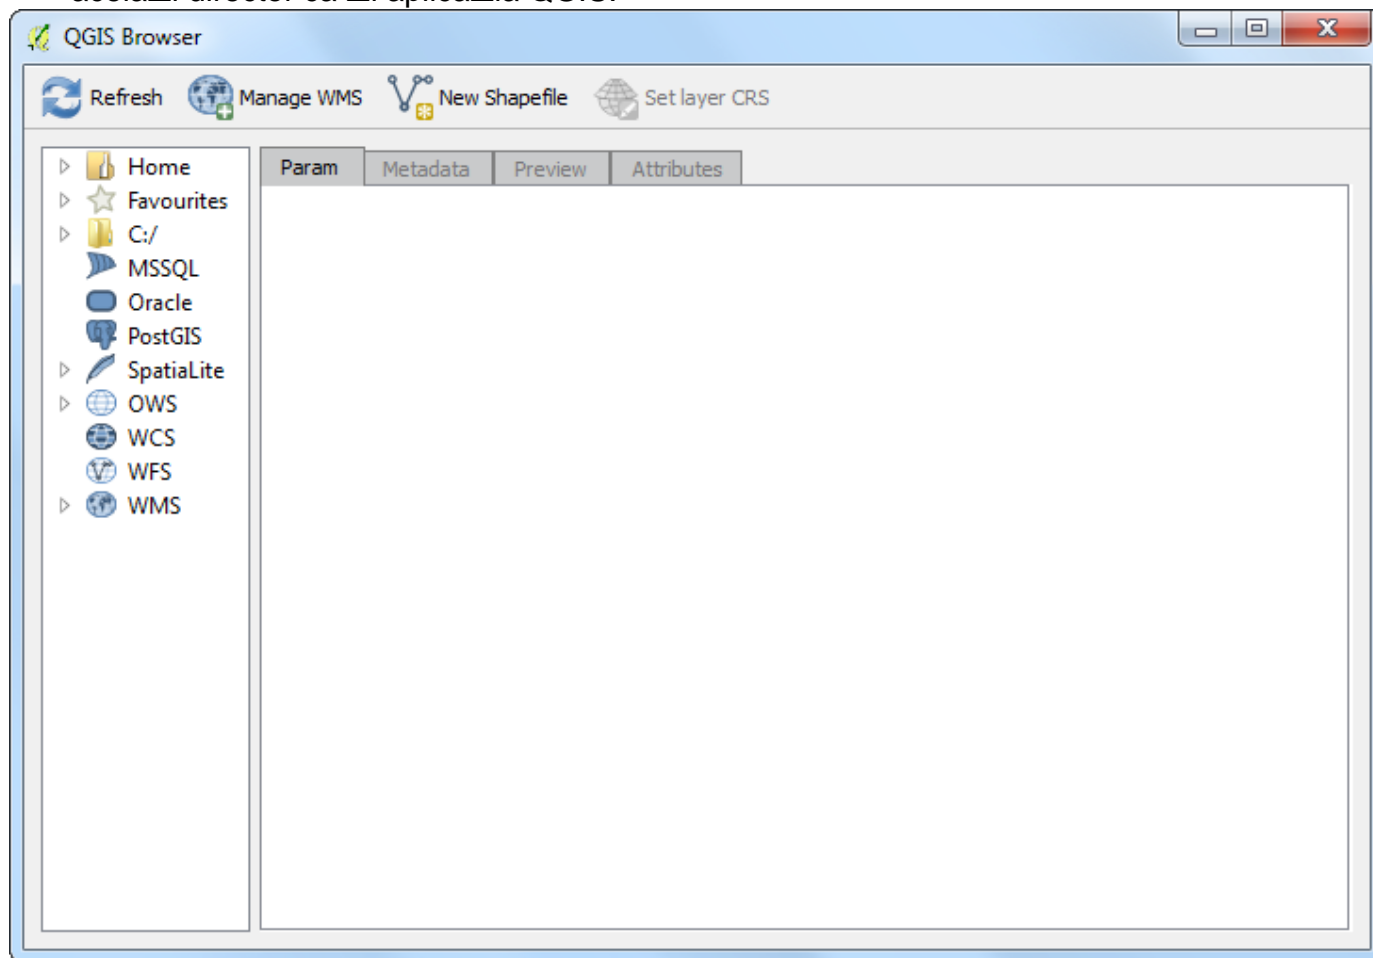 QGIS Browser
Refresh Manage WMS New Shapefile Set layer CRS
Param Metadata Preview Attributes
Home
Favourites
C:/
MSSQL
Oracle
PostGIS
SpatiaLite
OWS
WCS
WFS
WMS